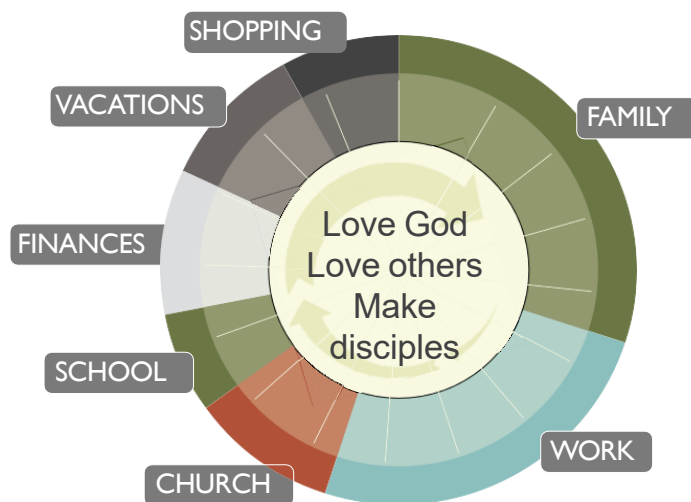 SHOPPING
VACATIONS
FAMILY
FINANCES
Love God
Love others
Make
disciples
SCHOOL
WORK
CHURCH